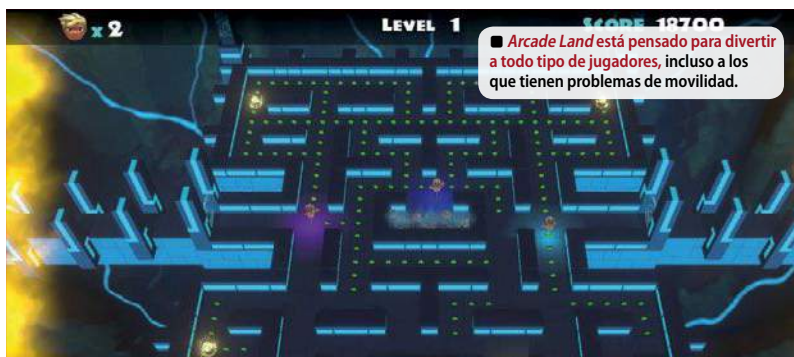 x 2 LEVEL 1 SCORE 18700
■ Arcade Land está pensado para divertir
a todo tipo de jugadores, incluso a los
que tienen problemas de movilidad.